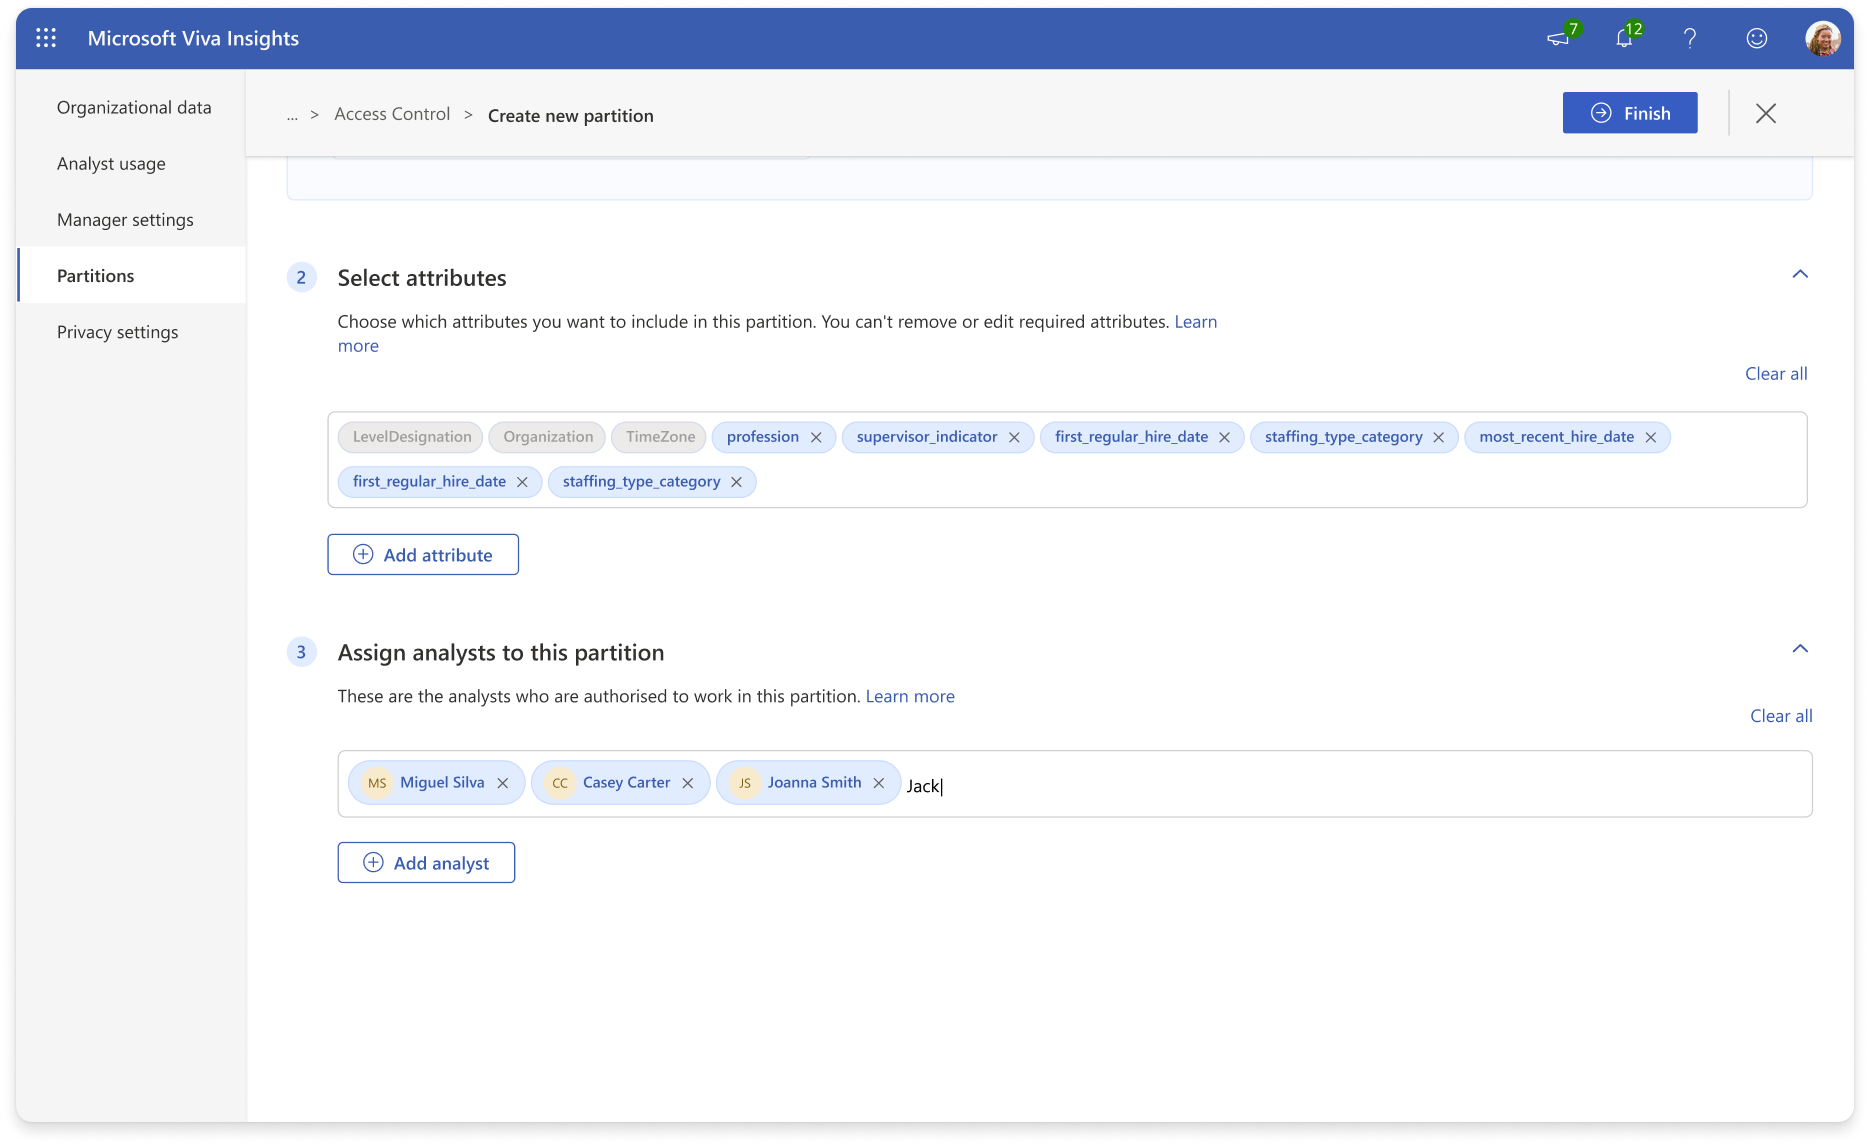 Microsoft Viva Insights
7
12
Organizational data
Analyst usage
Manager settings
Partitions
Privacy settings
... > Access Control > Create new partition
Finish
2 Select attributes
Choose which attributes you want to include in this partition. You can't remove or edit required attributes. Learn
more
Clear all
LevelDesignation Organization TimeZone profession supervisor_indicator first_regular_hire_date staffing_type_category most_recent_hire_date
first_regular_hire_date staffing_type_category
Add attribute
3 Assign analysts to this partition
These are the analysts who are authorised to work in this partition. Learn more
Clear all
MS Miguel Silva CC Casey Carter JS Joanna Smith Jack
Add analyst